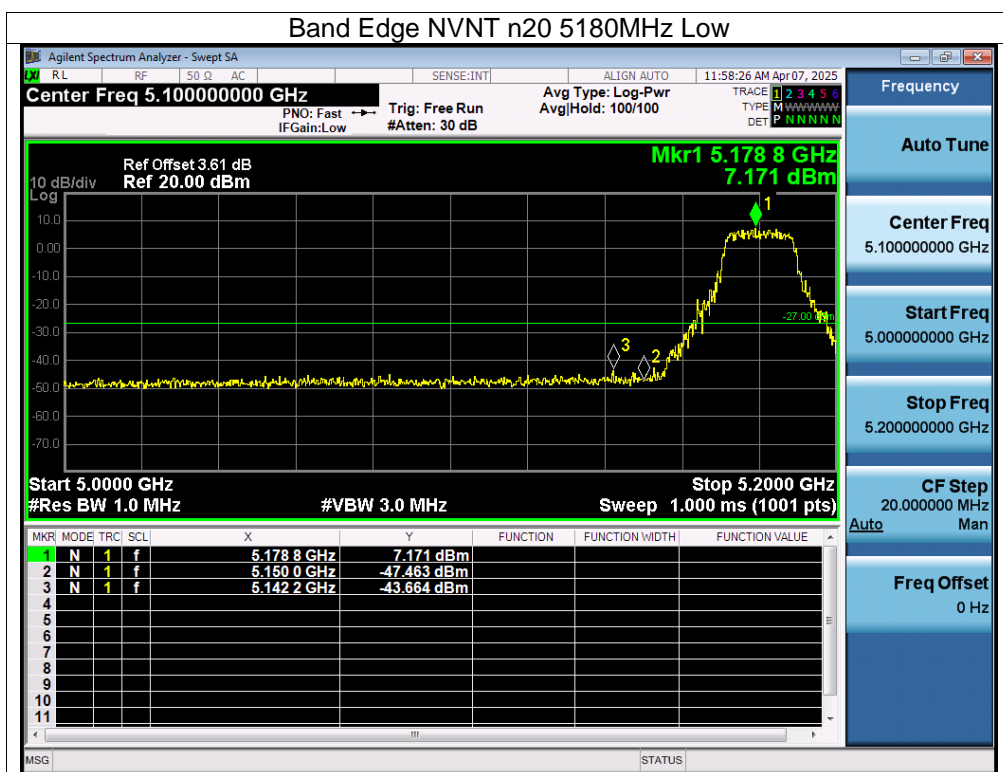 Band Edge NVNT n20 5180MHz Low
Agilent Spectrum Analyzer - Swept SA
LXI RL RF 50 Ω AC SENSE:INT ALIGN AUTO 11:58:26 AM Apr 07, 2025
Center Freq 5.100000000 GHz
PNO: Fast
IFGain:Low
Trig: Free Run
#Atten: 30 dB
Avg Type: Log-Pwr
Avg|Hold: 100/100
TRACE 1 2 3 4 5 6
TYPE M WWWWW
DET P N N N N N
Frequency
Ref Offset 3.61 dB
Ref 20.00 dBm
10 dB/div
Log
Mkr1 5.178 8 GHz
7.171 dBm
10.0
0.00
-10.0
-20.0
-30.0
-40.0
-50.0
-60.0
-70.0
1
-27.00 dBm
3
2
Start 5.0000 GHz
Stop 5.2000 GHz
#Res BW 1.0 MHz
#VBW 3.0 MHz
Sweep 1.000 ms (1001 pts)
Auto Tune
Center Freq
5.100000000 GHz
Start Freq
5.000000000 GHz
Stop Freq
5.200000000 GHz
CF Step
20.000000 MHz
Auto Man
Freq Offset
0 Hz
MKR MODE TRC SCL X Y FUNCTION FUNCTION WIDTH FUNCTION VALUE
1 N 1 f 5.178 8 GHz 7.171 dBm
2 N 1 f 5.150 0 GHz -47.463 dBm
3 N 1 f 5.142 2 GHz -43.664 dBm
4
5
6
7
8
9
10
11
MSG
STATUS